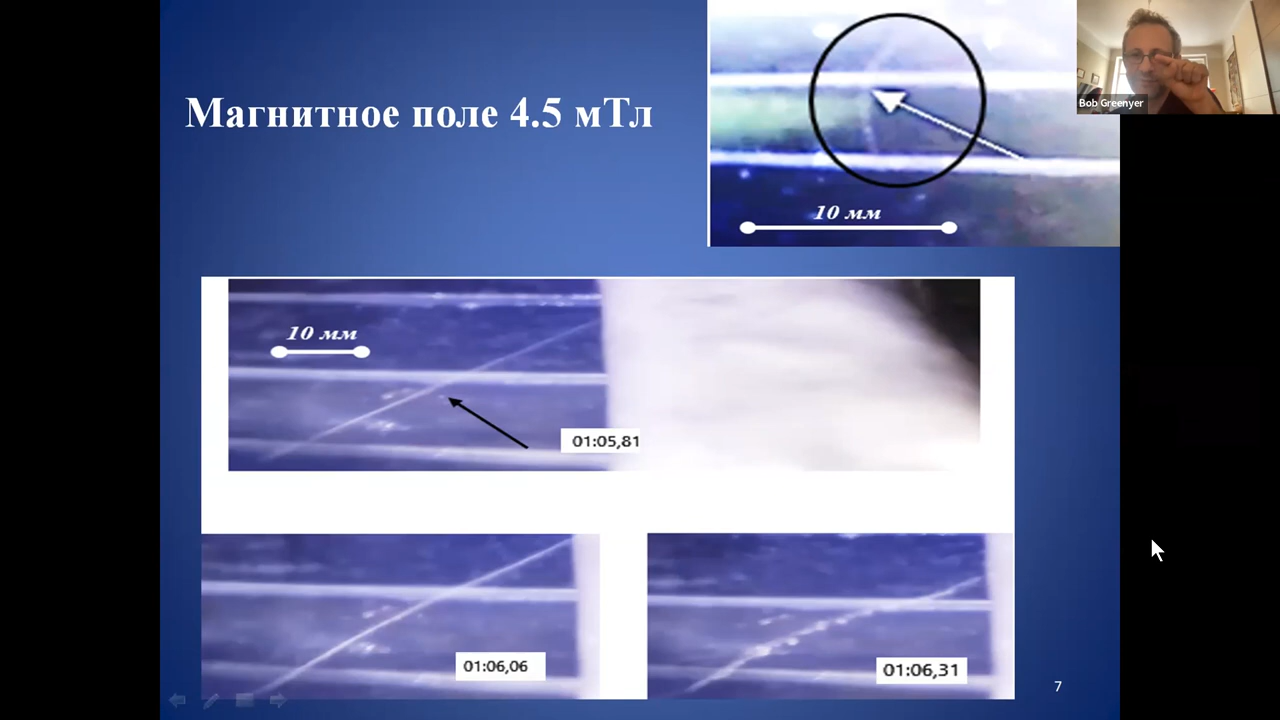 Магнитное поле 4.5 мТл
10 мм
Bob Greenyer
10 мм
01:05,81
01:06,06
01:06,31
7